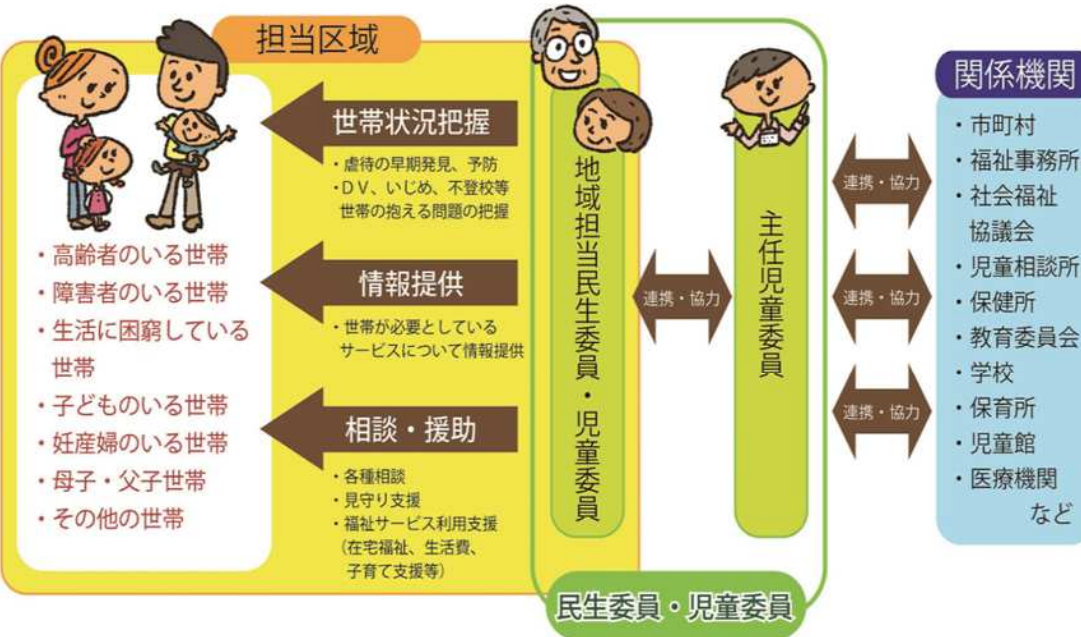 担当区域
世帯状況把握
・虐待の早期発見、予防
・DV、いじめ、不登校等
世帯の抱える問題の把握
情報提供
・世帯が必要としている
サービスについて情報提供
相談・援助
・各種相談
・見守り支援
・福祉サービス利用支援
(在宅福祉、生活費、
子育て支援等)
・高齢者のいる世帯
・障害者のいる世帯
・生活に困窮している
世帯
・子どものいる世帯
・妊産婦のいる世帯
・母子・父子世帯
・その他の世帯
地域担当民生委員・児童委員
連携・協力
主任児童委員
民生委員・児童委員
連携・協力
連携・協力
連携・協力
関係機関
・市町村
・福祉事務所
・社会福祉
協議会
・児童相談所
・保健所
・教育委員会
・学校
・保育所
・児童館
・医療機関
など